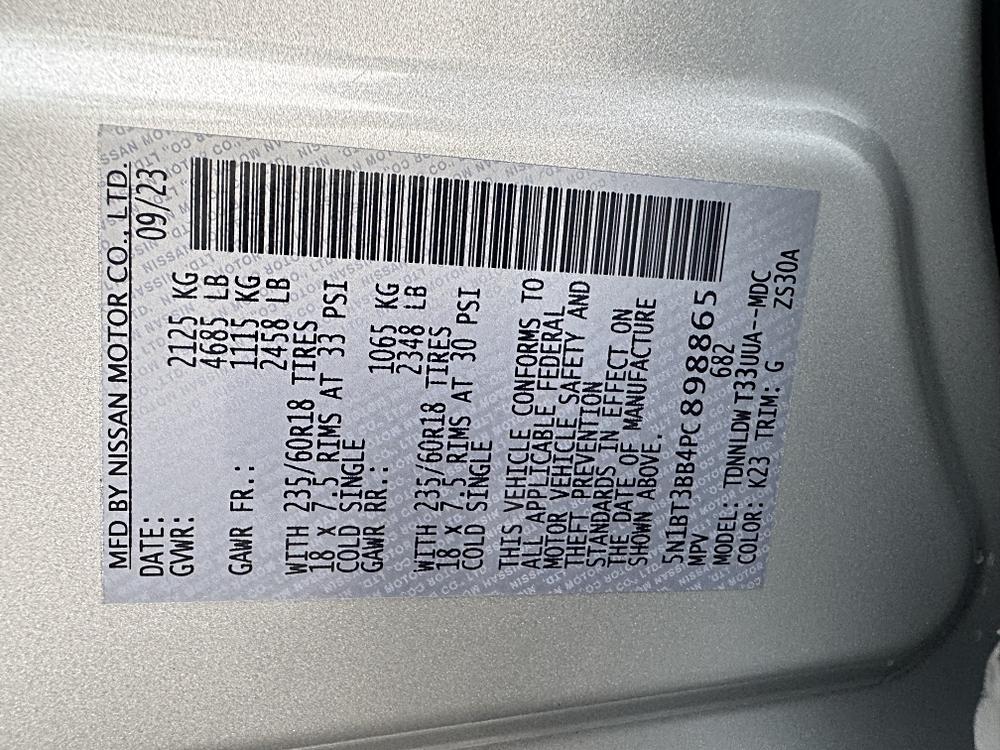 MFD BY NISSAN MOTOR CO., LTD.
DATE: 09/23
GVWR: 2125 KG
4685 LB
GAWR FR.: 1115 KG
2458 LB
WITH 235/60R18 TIRES
18 X 7.5 RIMS AT 33 PSI
COLD SINGLE
GAWR RR.: 1065 KG
2348 LB
WITH 235/60R18 TIRES
18 X 7.5 RIMS AT 30 PSI
COLD SINGLE
THIS VEHICLE CONFORMS TO
ALL APPLICABLE FEDERAL
MOTOR VEHICLE SAFETY AND
THEFT PREVENTION
STANDARDS IN EFFECT ON
THE DATE OF MANUFACTURE
SHOWN ABOVE.
5N1BT3BB4PC898865
MPV 682
MODEL: TDNNLDW T33UUA--MDC
COLOR: K23 TRIM: G ZS30A